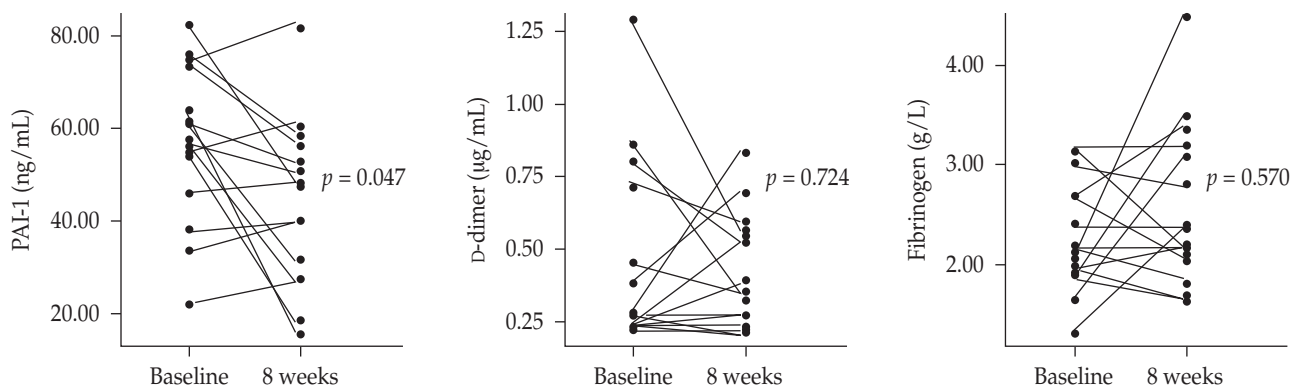 PAI-1 (ng/mL)
80.00
60.00
40.00
20.00
Baseline
8 weeks
p = 0.047
D-dimer (μg/mL)
1.25
1.00
0.75
0.50
0.25
Baseline
8 weeks
p = 0.724
Fibrinogen (g/L)
4.00
3.00
2.00
Baseline
8 weeks
p = 0.570